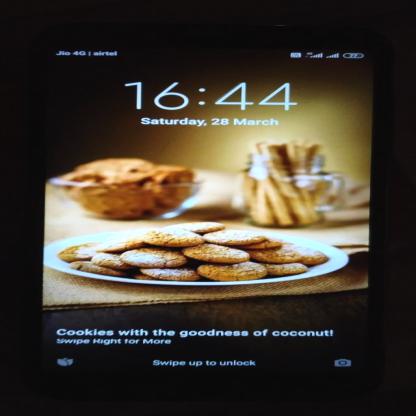 Jio 4G | airtel
16:44
Saturday, 28 March
Cookies with the goodness of coconut!
Swipe Right for More
Swipe up to unlock